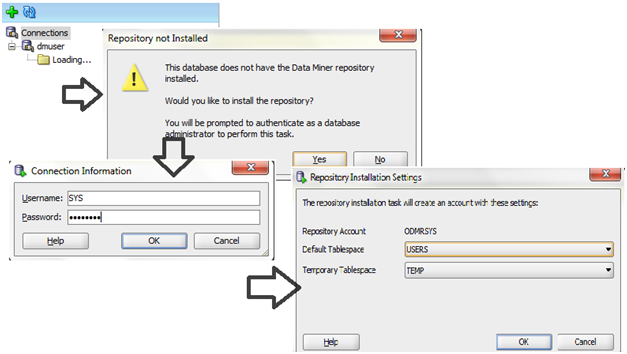 Connections
dmuser
Loading...
Repository not Installed
This database does not have the Data Miner repository
installed.
Would you like to install the repository?
You will be prompted to authenticate as a database
administrator to perform this task.
Yes
No
Connection Information
Username:
SYS
Password:
Help
OK
Cancel
Repository Installation Settings
The repository installation task will create an account with these settings:
Repository Account
ODMRSYS
Default Tablespace
USERS
Temporary Tablespace
TEMP
Help
OK
Cancel